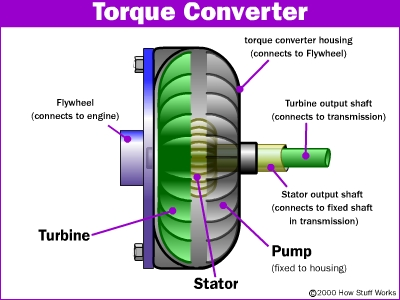 Torque Converter
torque converter housing
(connects to Flywheel)
Flywheel
(connects to engine)
Turbine output shaft
(connects to transmission)
Stator output shaft
(connects to fixed shaft
in transmission)
Turbine
Pump
(fixed to housing)
Stator
©2000 How Stuff Works